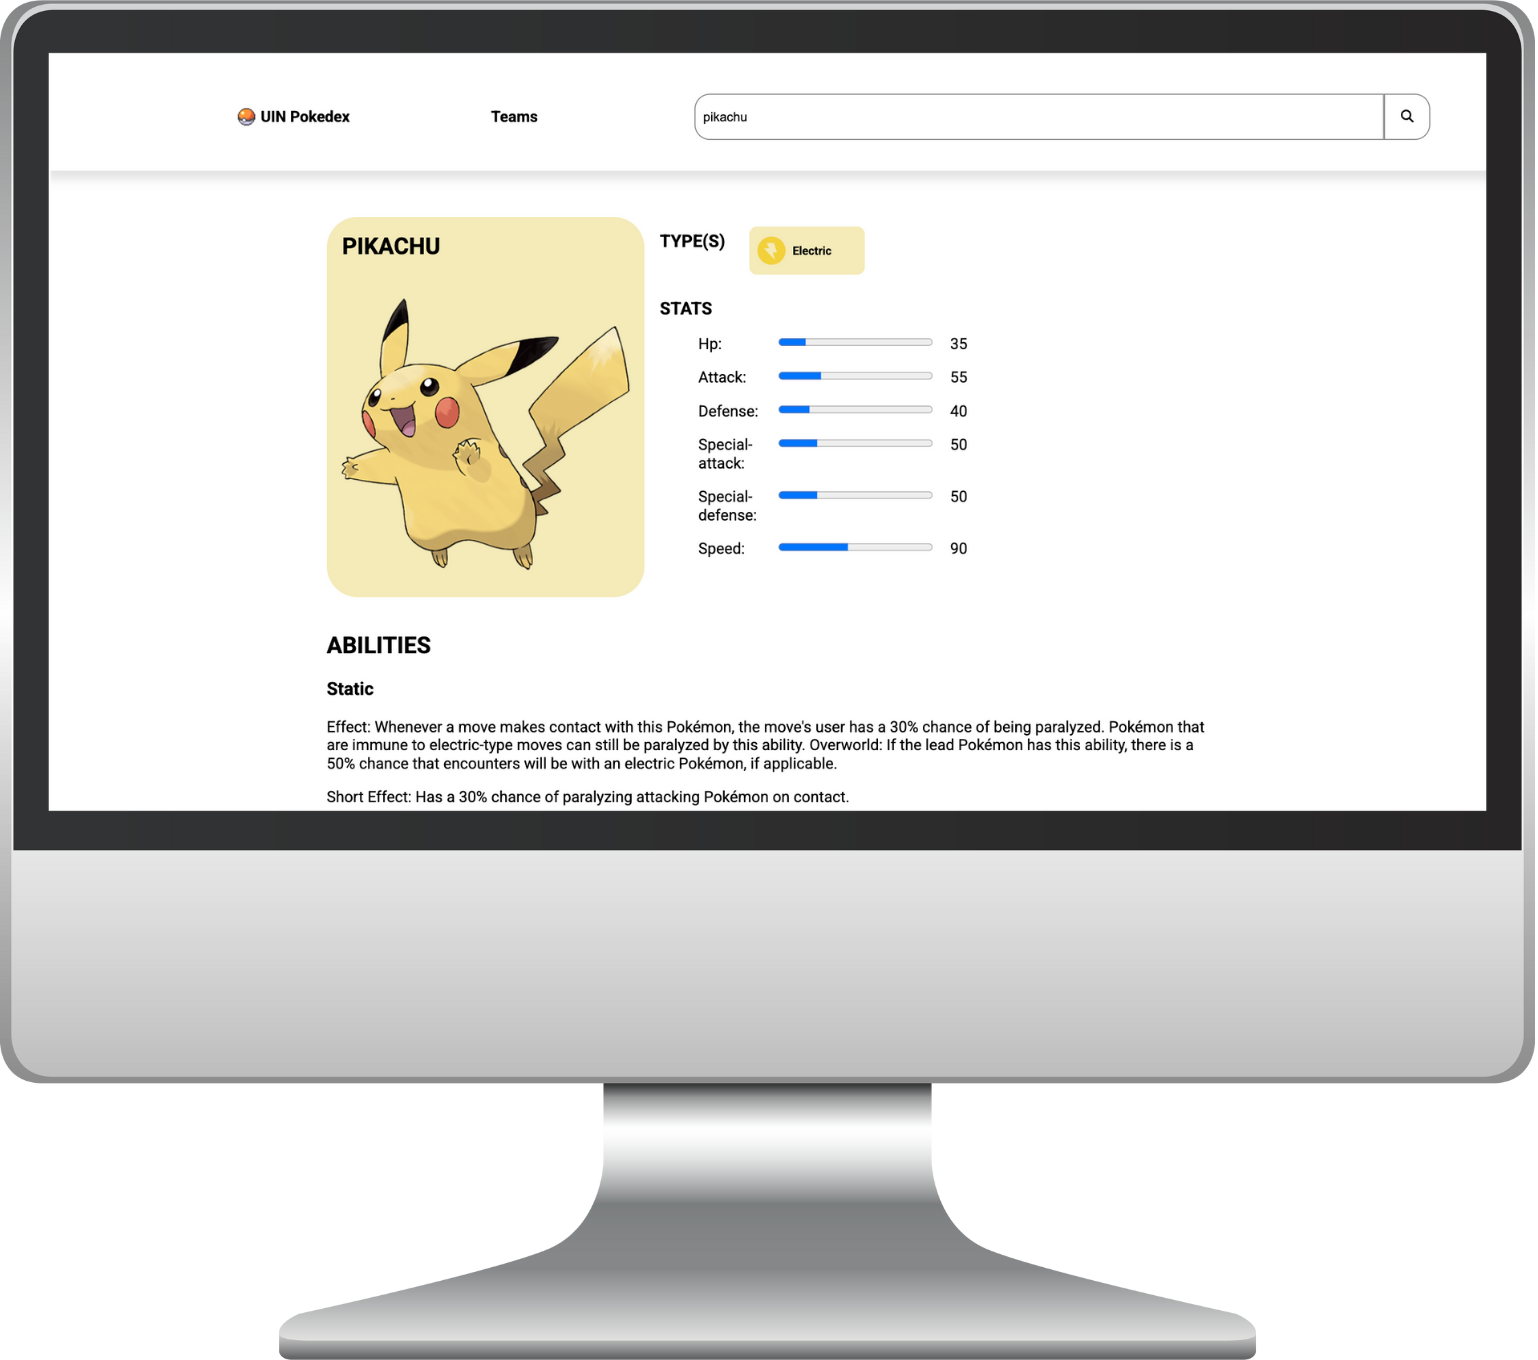 UIN Pokedex
Teams
pikachu
PIKACHU
TYPE(S)
Electric
STATS
Hp: 35
Attack: 55
Defense: 40
Special-
attack: 50
Special-
defense: 50
Speed: 90
ABILITIES
Static
Effect: Whenever a move makes contact with this Pokémon, the move's user has a 30% chance of being paralyzed. Pokémon that
are immune to electric-type moves can still be paralyzed by this ability. Overworld: If the lead Pokémon has this ability, there is a
50% chance that encounters will be with an electric Pokémon, if applicable.
Short Effect: Has a 30% chance of paralyzing attacking Pokémon on contact.